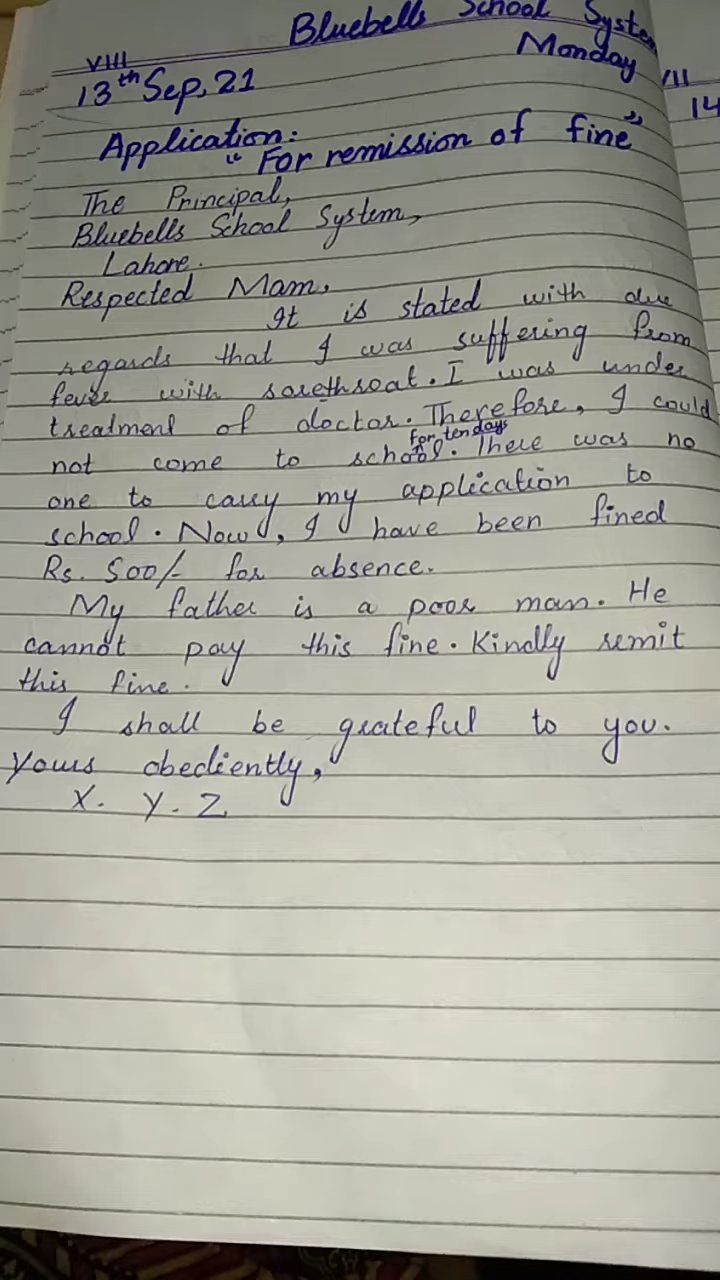 Bluebells School System
VIII
Monday
13th Sep, 21
Application:
"For remission of fine"
The Principal,
Bluebells School System,
Lahore.
Respected Mam,
It is stated with due
regards that I was suffering from
fever with sorethroat. I was under
treatment of doctor. Therefore, I could
for ten days
not come to school. There was no
one to carry my application to
school. Now, I have been fined
Rs. 500/- for absence.
My father is a poor man. He
cannot pay this fine. Kindly remit
this fine.
I shall be grateful to you.
Yours obediently,
X. Y. Z
14